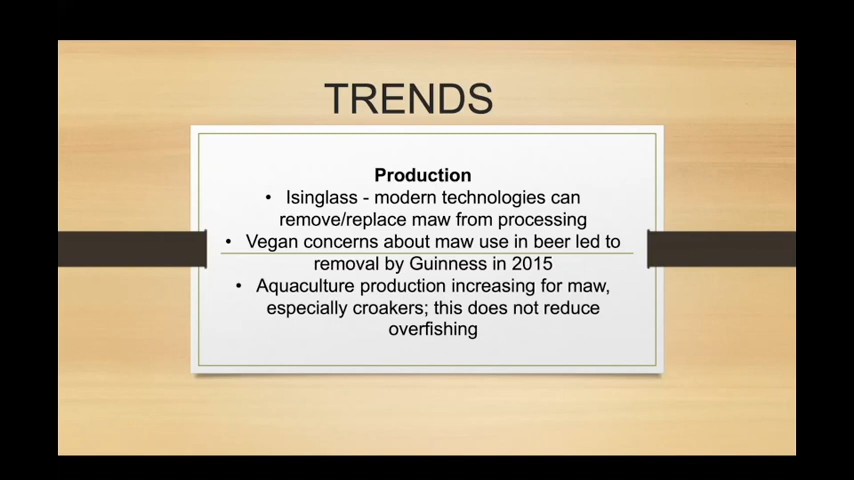 TRENDS
Production
• Isinglass - modern technologies can
remove/replace maw from processing
• Vegan concerns about maw use in beer led to
removal by Guinness in 2015
• Aquaculture production increasing for maw,
especially croakers; this does not reduce
overfishing